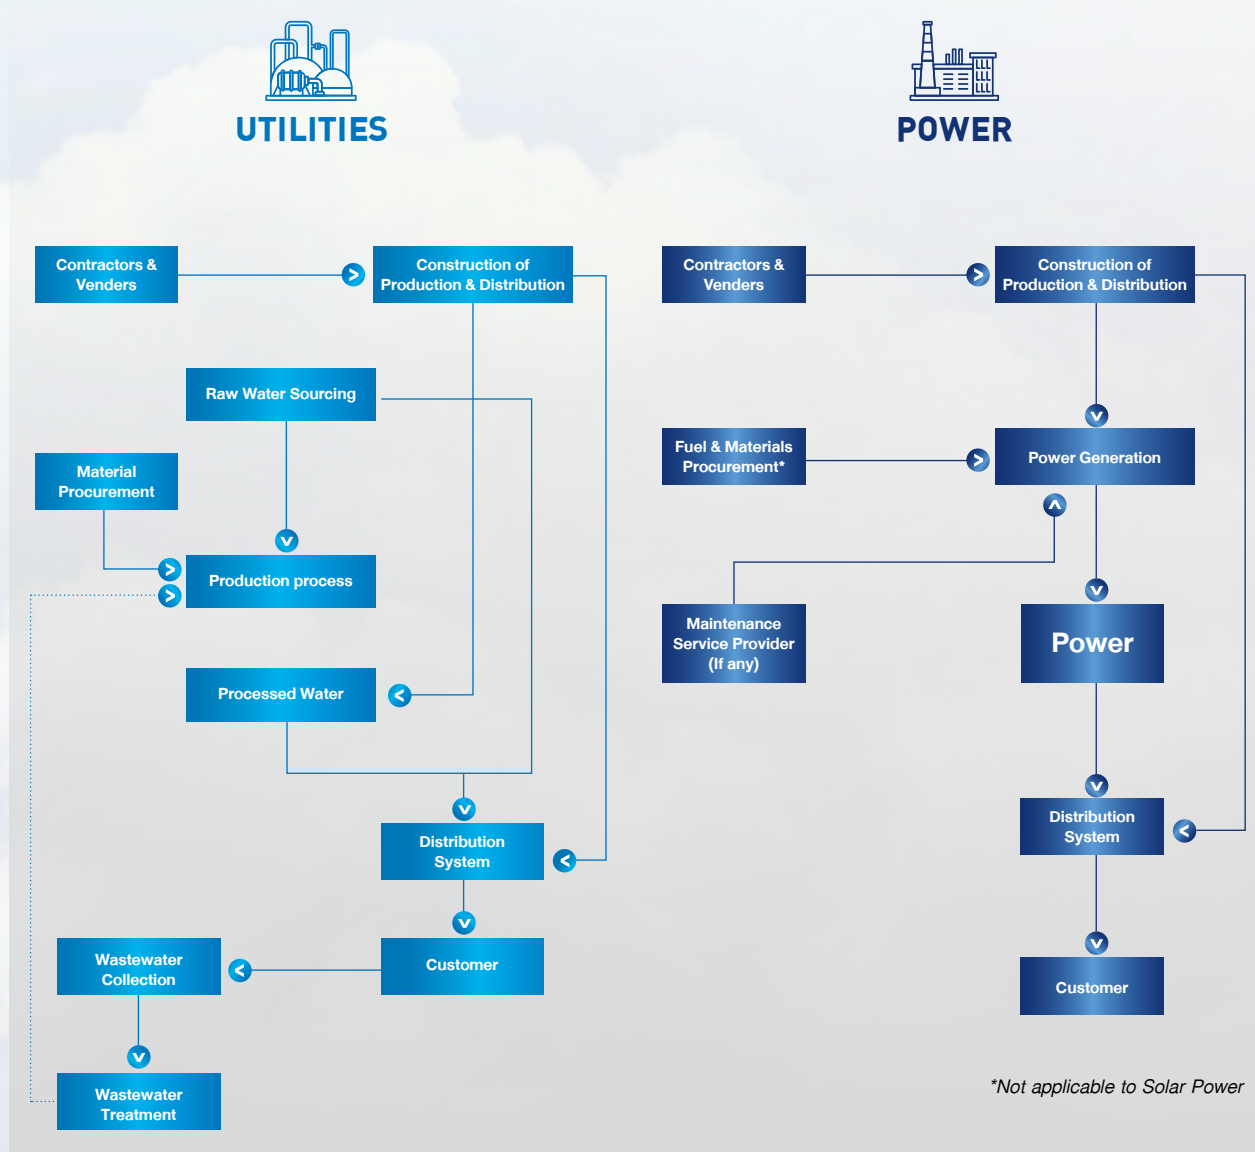 UTILITIES
Contractors &
Venders
Construction of
Production & Distribution
Raw Water Sourcing
Material
Procurement
Production process
Processed Water
Distribution
System
Customer
Wastewater
Collection
Wastewater
Treatment
POWER
Contractors &
Venders
Construction of
Production & Distribution
Fuel & Materials
Procurement*
Power Generation
Maintenance
Service Provider
(If any)
Power
Distribution
System
Customer
*Not applicable to Solar Power